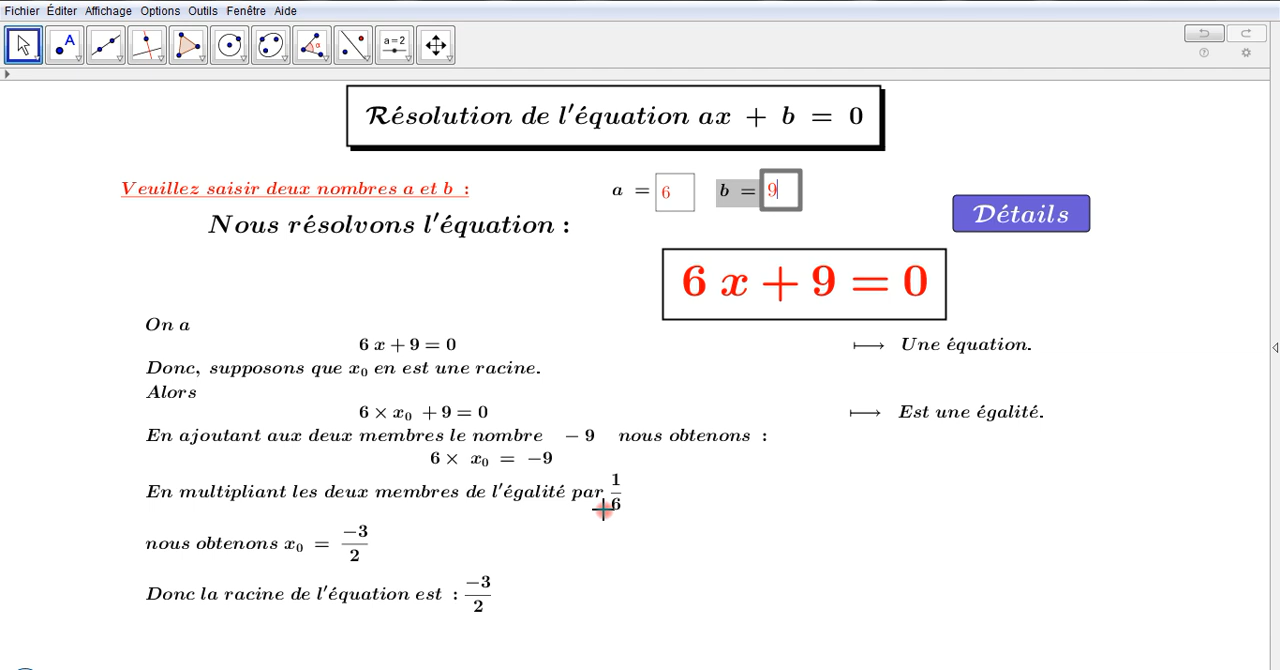 Fichier Éditer Affichage Options Outils Fenêtre Aide
A α a=2
Résolution de l'équation ax + b = 0
Veuillez saisir deux nombres a et b : a = 6 b = 9
Nous résolvons l'équation : Détails
6 x + 9 = 0
On a
6 x + 9 = 0 ⟼ Une équation.
Donc, supposons que x₀ en est une racine.
Alors
6 × x₀ + 9 = 0 ⟼ Est une égalité.
En ajoutant aux deux membres le nombre − 9 nous obtenons :
6 × x₀ = −9
En multipliant les deux membres de l'égalité par 1/6
nous obtenons x₀ = −3/2
Donc la racine de l'équation est : −3/2